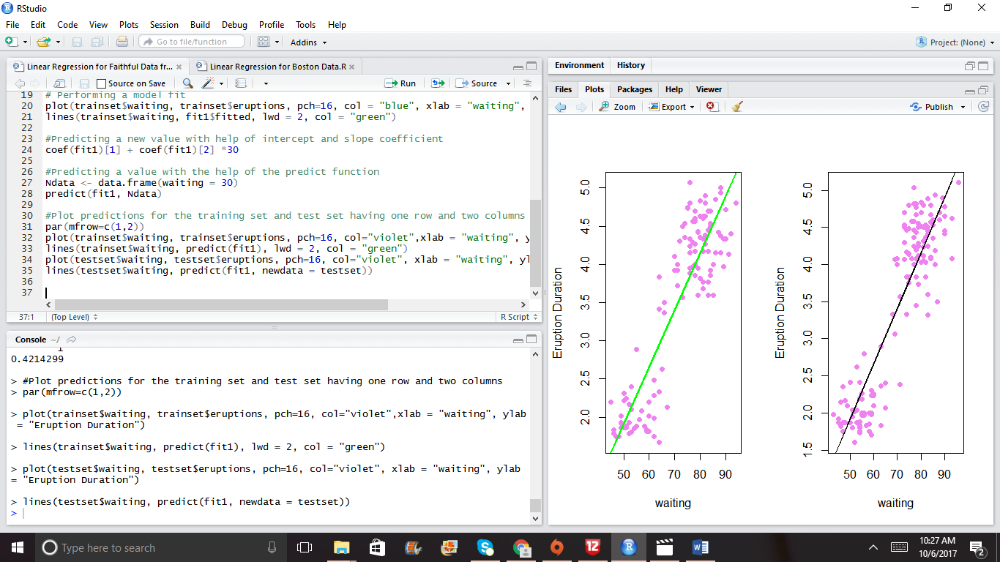 RStudio
File Edit Code View Plots Session Build Debug Profile Tools Help
Go to file/function Addins Project: (None)
Linear Regression for Faithful Data fr... Linear Regression for Boston Data.R
Source on Save Run Source
19 # Performing a model fit
20 plot(trainset$waiting, trainset$eruptions, pch=16, col = "blue", xlab = "waiting",
21 lines(trainset$waiting, fit1$fitted, lwd = 2, col = "green")
22
23 #Predicting a new value with help of intercept and slope coefficient
24 coef(fit1)[1] + coef(fit1)[2] *30
25
26 #Predicting a value with the help of the predict function
27 Ndata <- data.frame(waiting = 30)
28 predict(fit1, Ndata)
29
30 #Plot predictions for the training set and test set having one row and two columns
31 par(mfrow=c(1,2))
32 plot(trainset$waiting, trainset$eruptions, pch=16, col="violet",xlab = "waiting", y
33 lines(trainset$waiting, predict(fit1), lwd = 2, col = "green")
34 plot(testset$waiting, testset$eruptions, pch=16, col="violet", xlab = "waiting", yl
35 lines(testset$waiting, predict(fit1, newdata = testset))
36
37
37:1 (Top Level) R Script
Console ~/
0.4214299
> #Plot predictions for the training set and test set having one row and two columns
> par(mfrow=c(1,2))
> plot(trainset$waiting, trainset$eruptions, pch=16, col="violet",xlab = "waiting", ylab
= "Eruption Duration")
> lines(trainset$waiting, predict(fit1), lwd = 2, col = "green")
> plot(testset$waiting, testset$eruptions, pch=16, col="violet", xlab = "waiting", ylab
= "Eruption Duration")
> lines(testset$waiting, predict(fit1, newdata = testset))
>
Environment History
Files Plots Packages Help Viewer
Zoom Export Publish
Eruption Duration
5.0
4.5
4.0
3.5
3.0
2.5
2.0
50 60 70 80 90
waiting
Eruption Duration
5.0
4.5
4.0
3.5
3.0
2.5
2.0
1.5
50 60 70 80 90
waiting
Type here to search
12
10:27 AM
10/6/2017
2